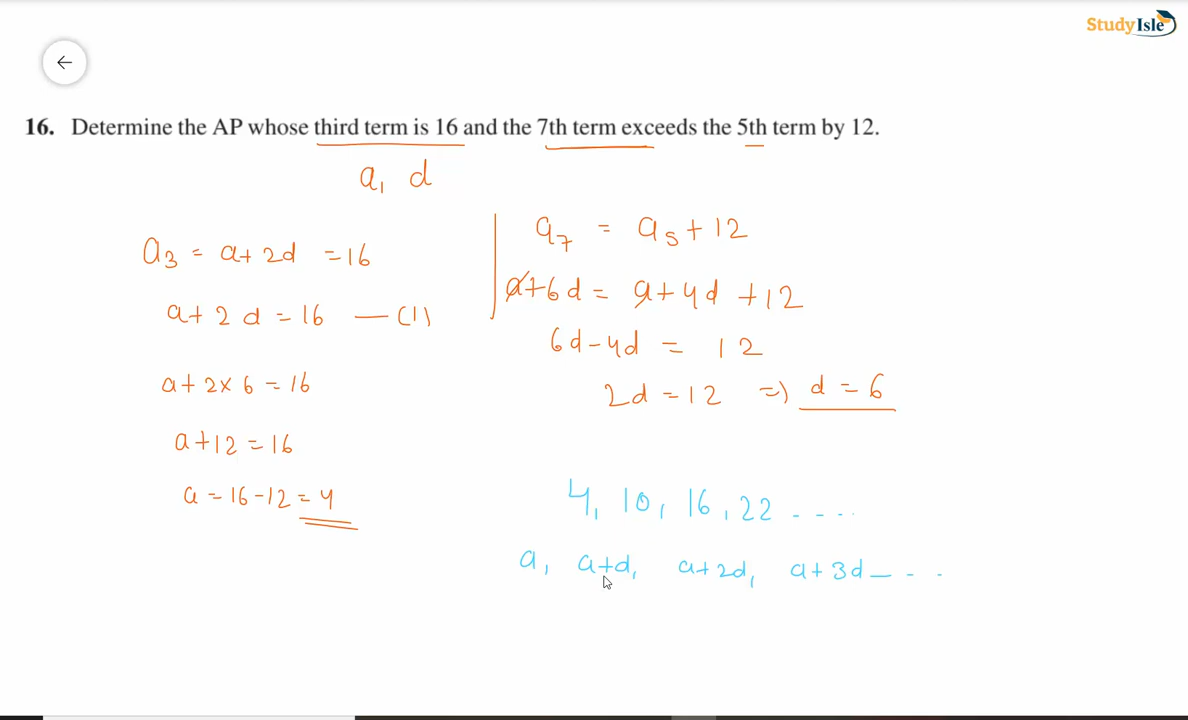 StudyIsle
16. Determine the AP whose third term is 16 and the 7th term exceeds the 5th term by 12.
a, d
a3 = a+2d = 16
a+2d = 16 — (1)
a+2×6 = 16
a+12 = 16
a = 16-12 = 4
a7 = a5+12
a+6d = a+4d+12
6d-4d = 12
2d = 12 => d = 6
4, 10, 16, 22 ....
a, a+d, a+2d, a+3d - - -